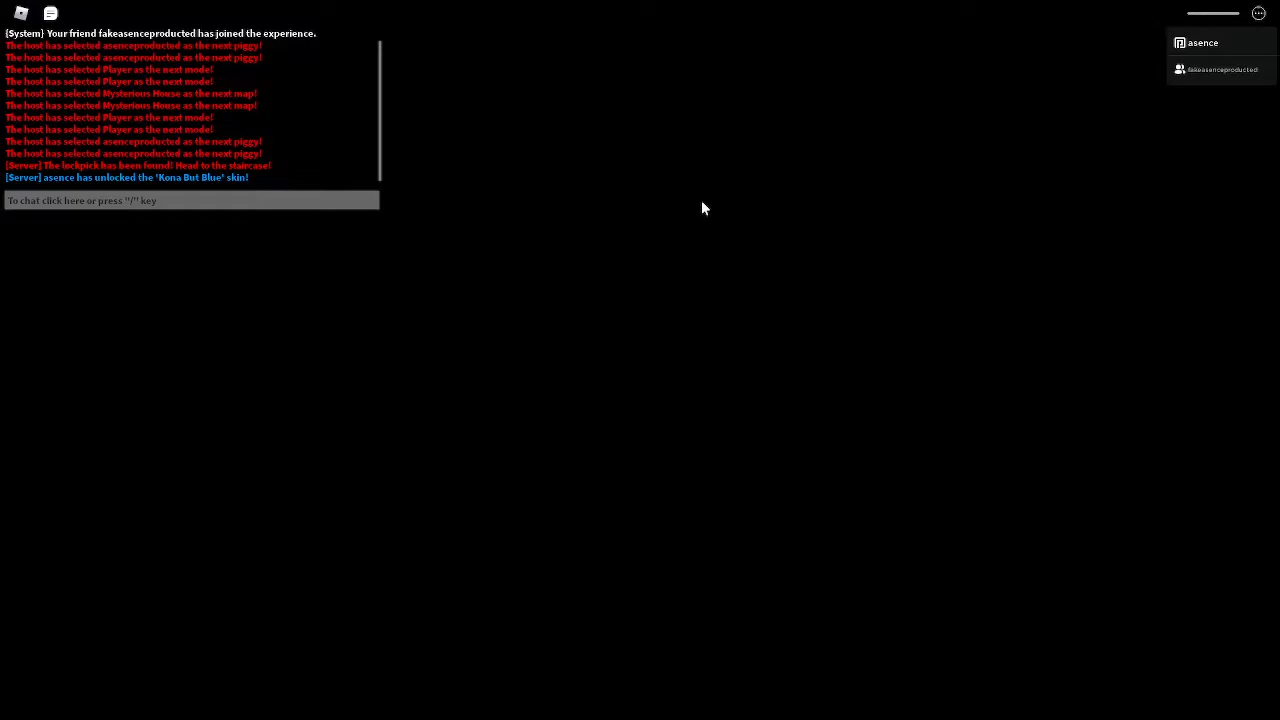 {System} Your friend fakeasenceproducted has joined the experience.
The host has selected asenceproducted as the next piggy!
The host has selected asenceproducted as the next piggy!
The host has selected Player as the next mode!
The host has selected Player as the next mode!
The host has selected Mysterious House as the next map!
The host has selected Mysterious House as the next map!
The host has selected Player as the next mode!
The host has selected Player as the next mode!
The host has selected asenceproducted as the next piggy!
The host has selected asenceproducted as the next piggy!
[Server] The lockpick has been found! Head to the staircase!
[Server] asence has unlocked the 'Kona But Blue' skin!
To chat click here or press "/" key
asence
fakeasenceproducted